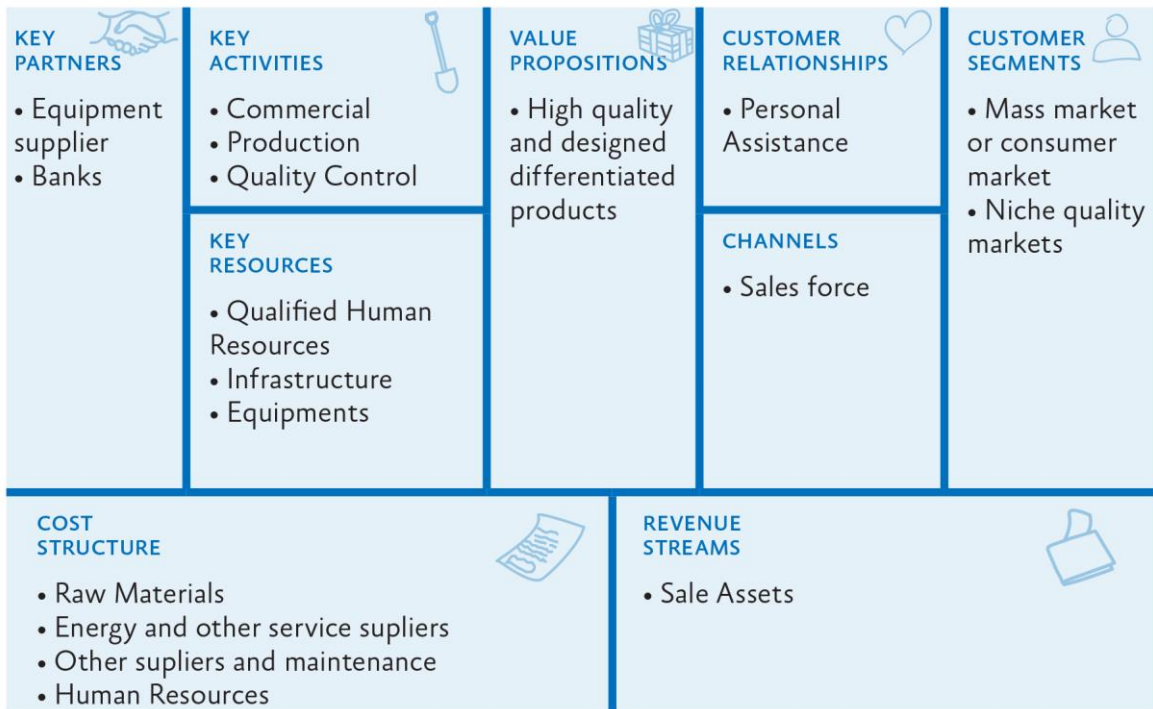 KEY
PARTNERS
• Equipment
supplier
• Banks
KEY
ACTIVITIES
• Commercial
• Production
• Quality Control
KEY
RESOURCES
• Qualified Human
Resources
• Infrastructure
• Equipments
VALUE
PROPOSITIONS
• High quality
and designed
differentiated
products
CUSTOMER
RELATIONSHIPS
• Personal
Assistance
CHANNELS
• Sales force
CUSTOMER
SEGMENTS
• Mass market
or consumer
market
• Niche quality
markets
COST
STRUCTURE
• Raw Materials
• Energy and other service supliers
• Other supliers and maintenance
• Human Resources
REVENUE
STREAMS
• Sale Assets